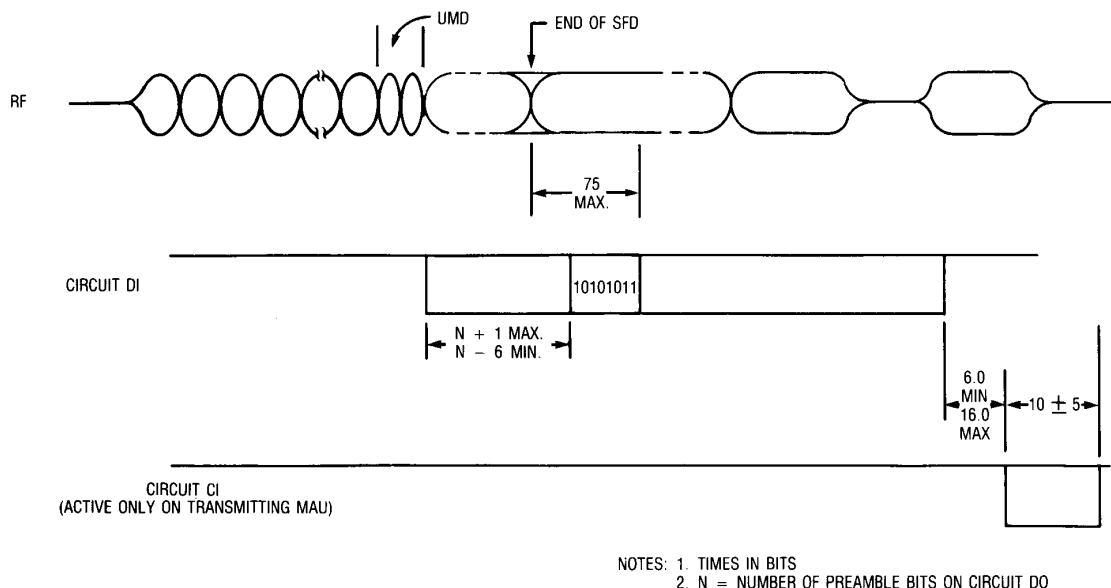 UMD
END OF SFD
RF
75
MAX.
CIRCUIT DI
10101011
N + 1 MAX.
N − 6 MIN.
6.0
MIN
16.0
MAX
10 ± 5
CIRCUIT CI
(ACTIVE ONLY ON TRANSMITTING MAU)
NOTES: 1. TIMES IN BITS
2. N = NUMBER OF PREAMBLE BITS ON CIRCUIT DO